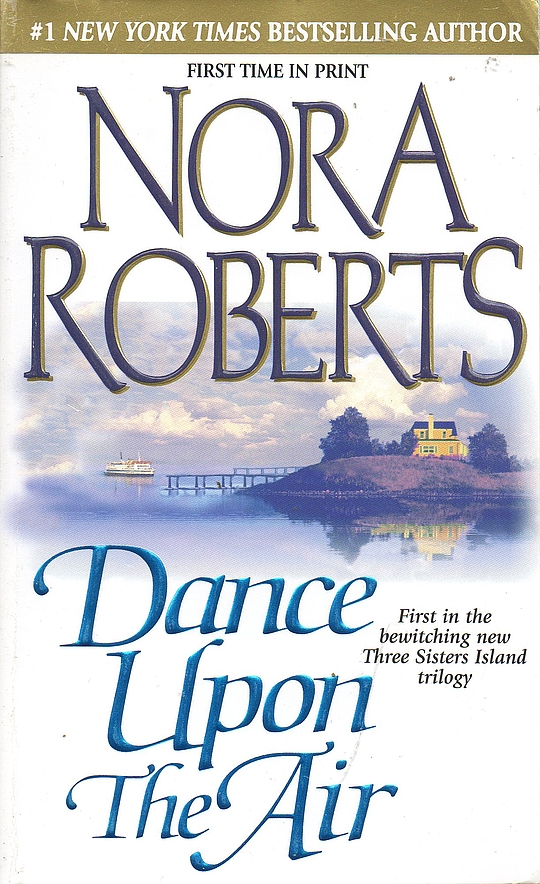 #1 NEW YORK TIMES BESTSELLING AUTHOR
FIRST TIME IN PRINT
NORA
ROBERTS
Dance
Upon
The Air
First in the
bewitching new
Three Sisters Island
trilogy